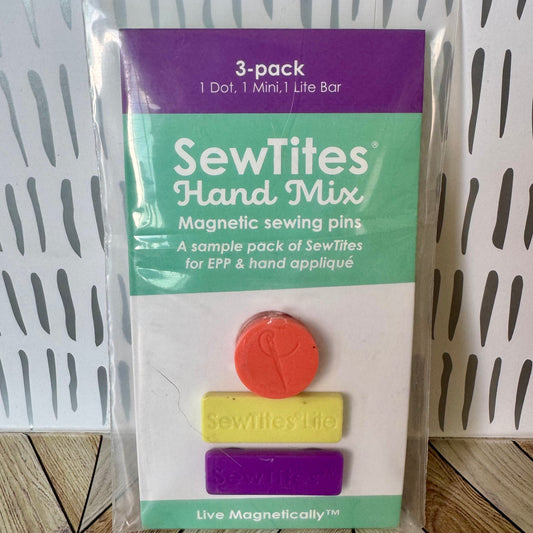 3-pack
1 Dot, 1 Mini,1 Lite Bar
SewTites®
Hand Mix
Magnetic sewing pins
A sample pack of SewTites
for EPP & hand appliqué
SewTites® Lite
SewTites
Live Magnetically™